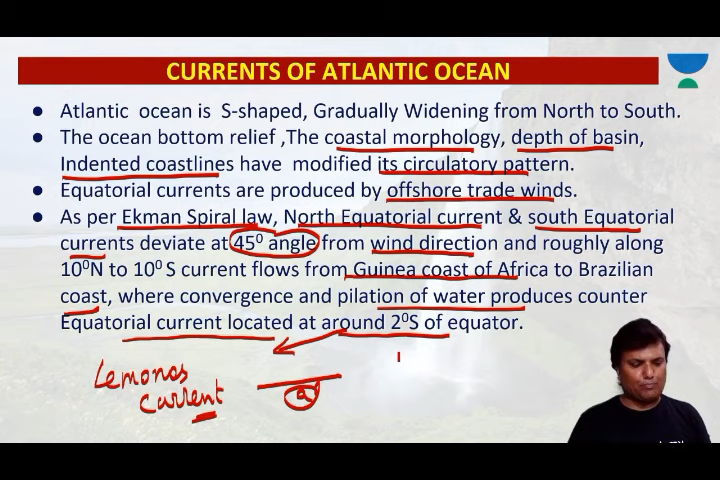 CURRENTS OF ATLANTIC OCEAN
● Atlantic ocean is S-shaped, Gradually Widening from North to South.
● The ocean bottom relief ,The coastal morphology, depth of basin,
Indented coastlines have modified its circulatory pattern.
● Equatorial currents are produced by offshore trade winds.
● As per Ekman Spiral law, North Equatorial current & south Equatorial
currents deviate at 45⁰ angle from wind direction and roughly along
10⁰N to 10⁰ S current flows from Guinea coast of Africa to Brazilian
coast, where convergence and pilation of water produces counter
Equatorial current located at around 2⁰S of equator.
Lemones
current
a